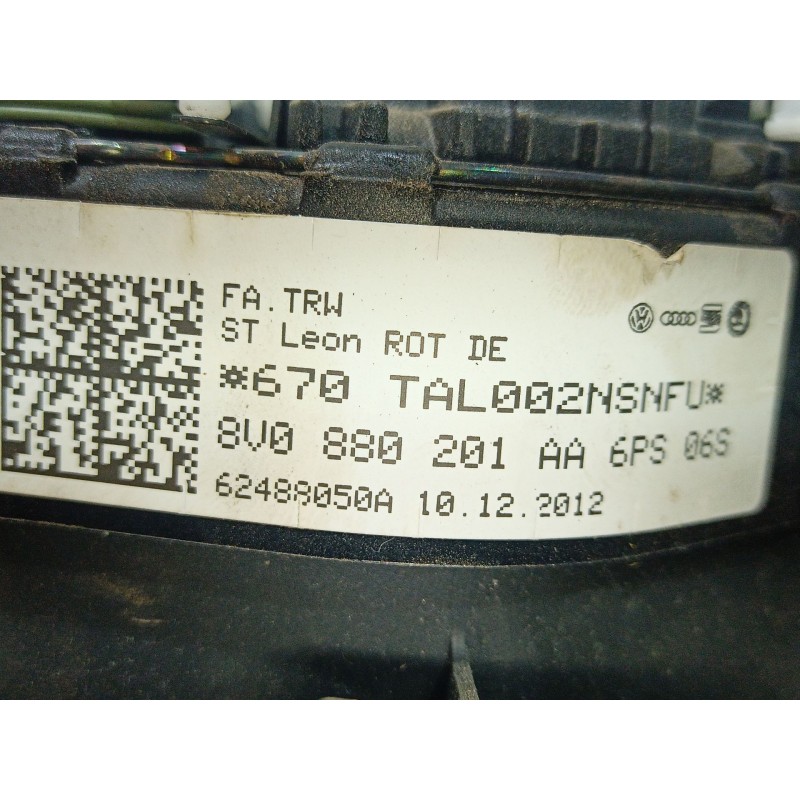 FA.TRW
ST Leon ROT DE
*670 TAL002NSNFU*
8V0 880 201 AA 6PS 06S
62488050A 10.12.2012